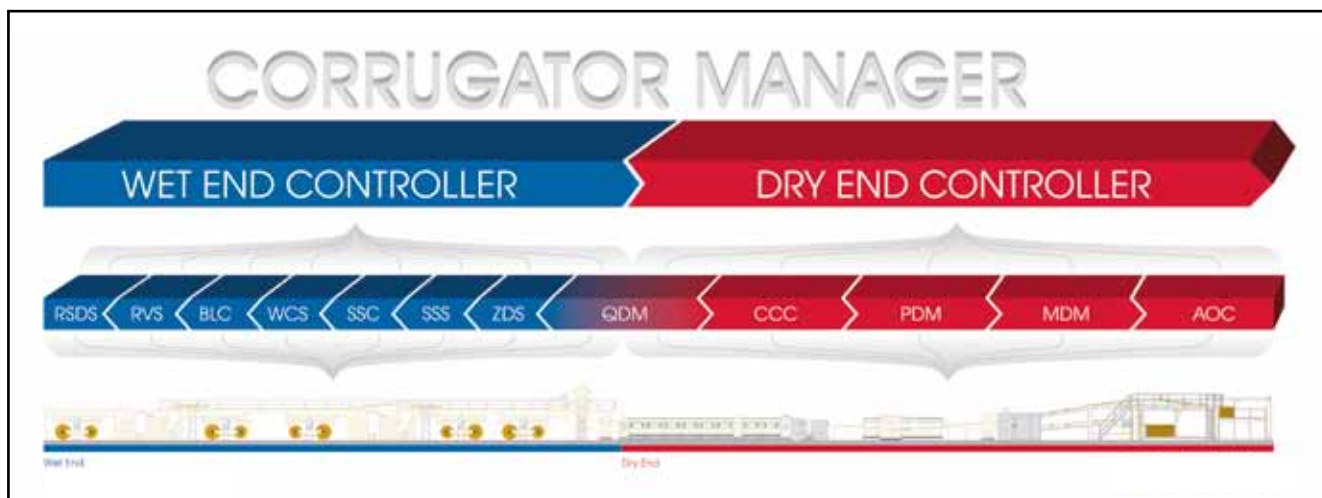 CORRUGATOR MANAGER
WET END CONTROLLER DRY END CONTROLLER
RSDS RVS BLC WCS SSC SSS ZDS QDM CCC PDM MDM AOC
Wet End Dry End